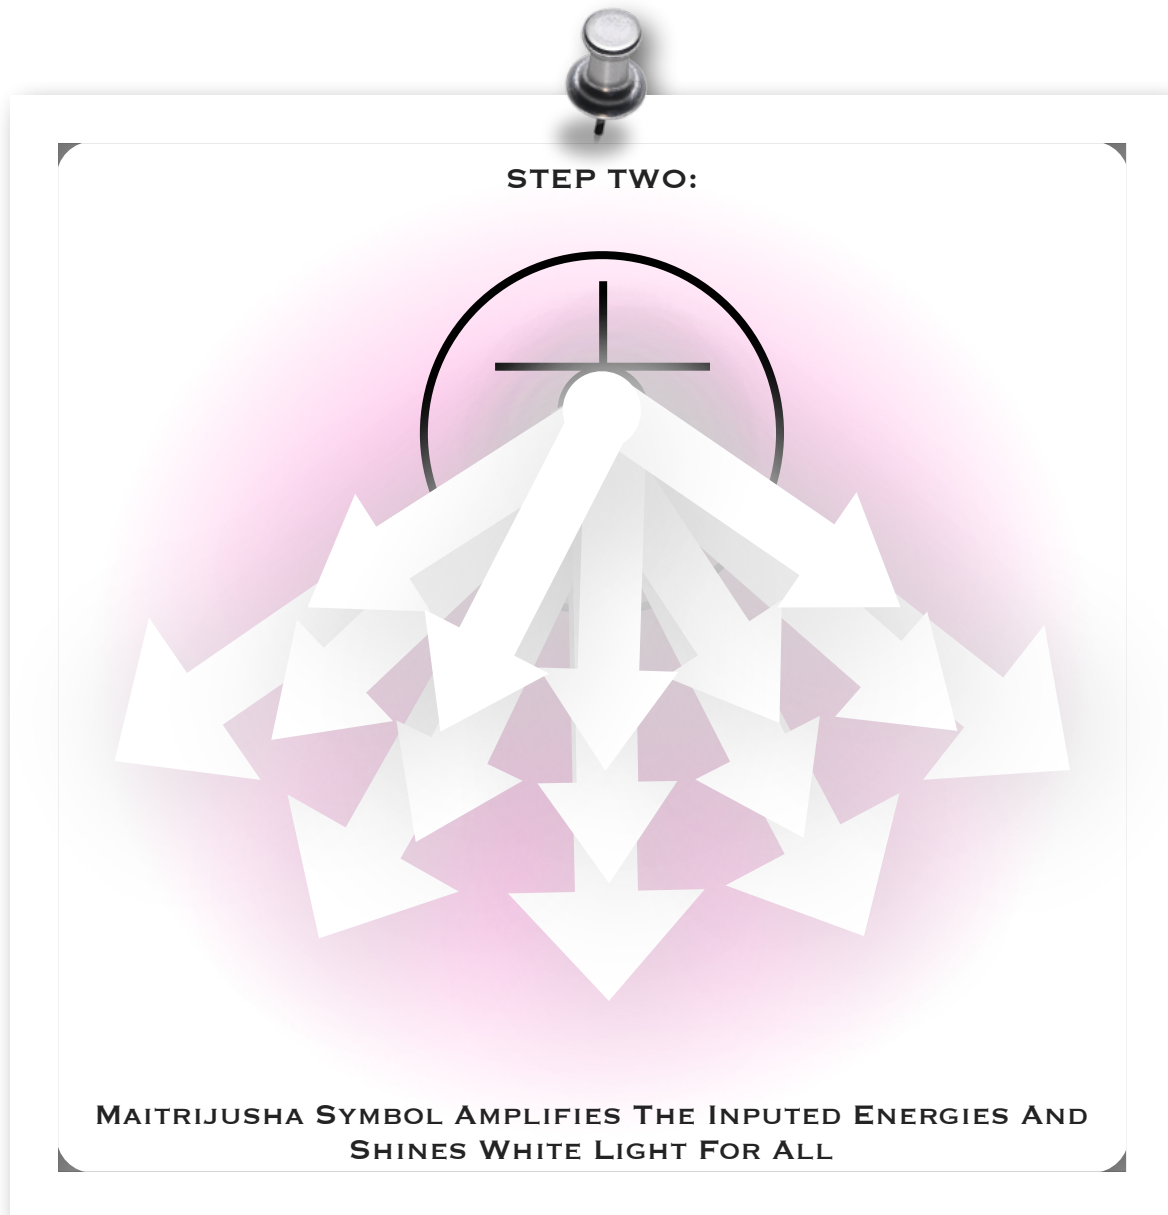 STEP TWO:
Maitrijusha Symbol Amplifies The Inputed Energies And
Shines White Light For All